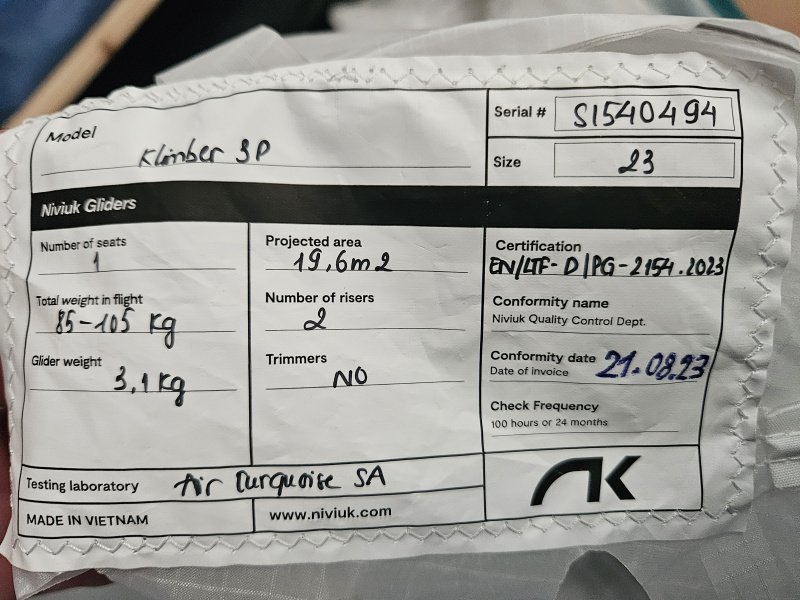 Model
Klimber 3P
Serial # S1540494
Size 23
Niviuk Gliders
Number of seats
1
Total weight in flight
85-105 Kg
Glider weight
3,1 Kg
Projected area
19,6m2
Number of risers
2
Trimmers
NO
Certification
EN/LTF-D|PG-2154.2023
Conformity name
Niviuk Quality Control Dept.
Conformity date 21.08.23
Date of invoice
Check Frequency
100 hours or 24 months
Testing laboratory Air Turquoise SA
MADE IN VIETNAM
www.niviuk.com